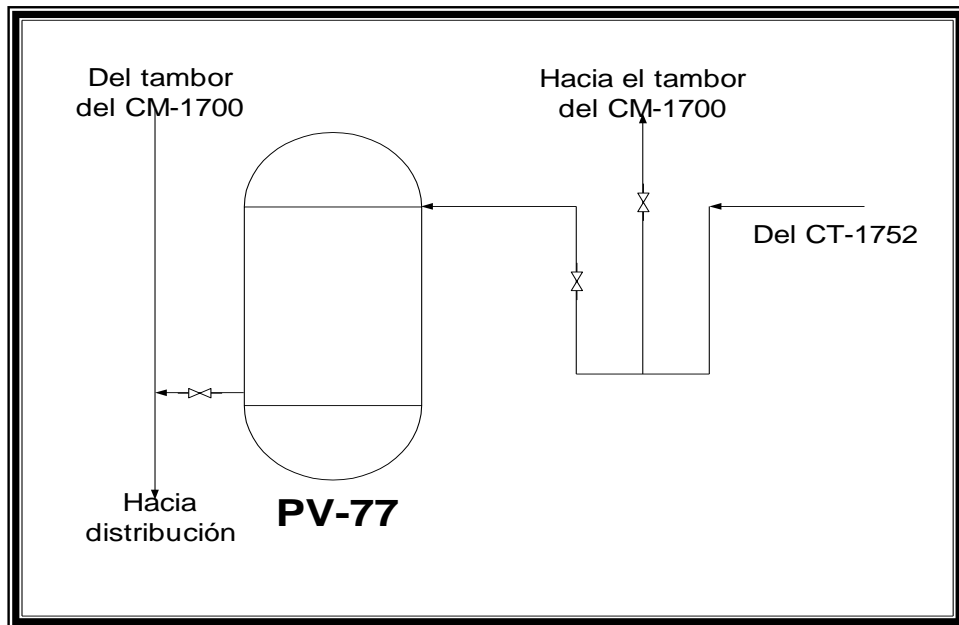 Del tambor
del CM-1700
Hacia el tambor
del CM-1700
Del CT-1752
Hacia
distribución
PV-77